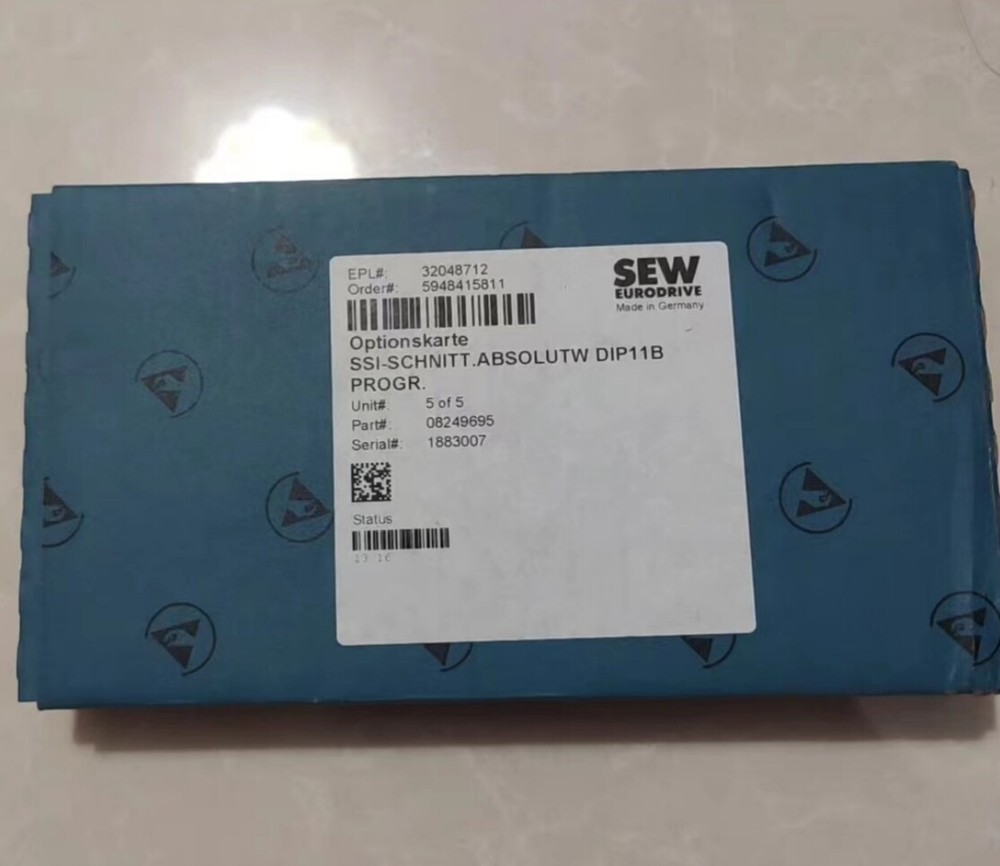 EPL#: 32048712
Order#: 5948415811
SEW
EURODRIVE
Made in Germany
Optionskarte
SSI-SCHNITT.ABSOLUTW DIP11B
PROGR.
Unit#: 5 of 5
Part#: 08249695
Serial#: 1883007
Status